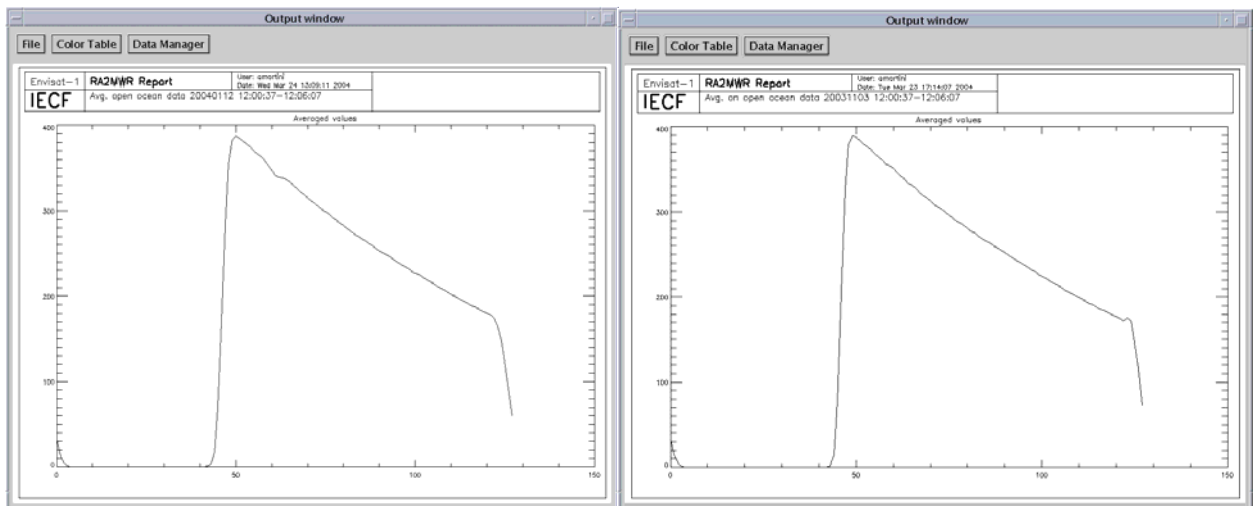 Output window
File Color Table Data Manager
Envisat-1 RA2MWR Report User: amartini
Date: Wed Mar 24 13:09:11 2004
IECF Avg. open ocean data 20040112 12:00:37-12:06:07
Averaged values
400
300
200
100
0
0 50 100 150
Output window
File Color Table Data Manager
Envisat-1 RA2MWR Report User: amartini
Date: Tue Mar 23 17:14:07 2004
IECF Avg. on open ocean data 20031103 12:00:37-12:06:07
Averaged values
400
300
200
100
0
0 50 100 150